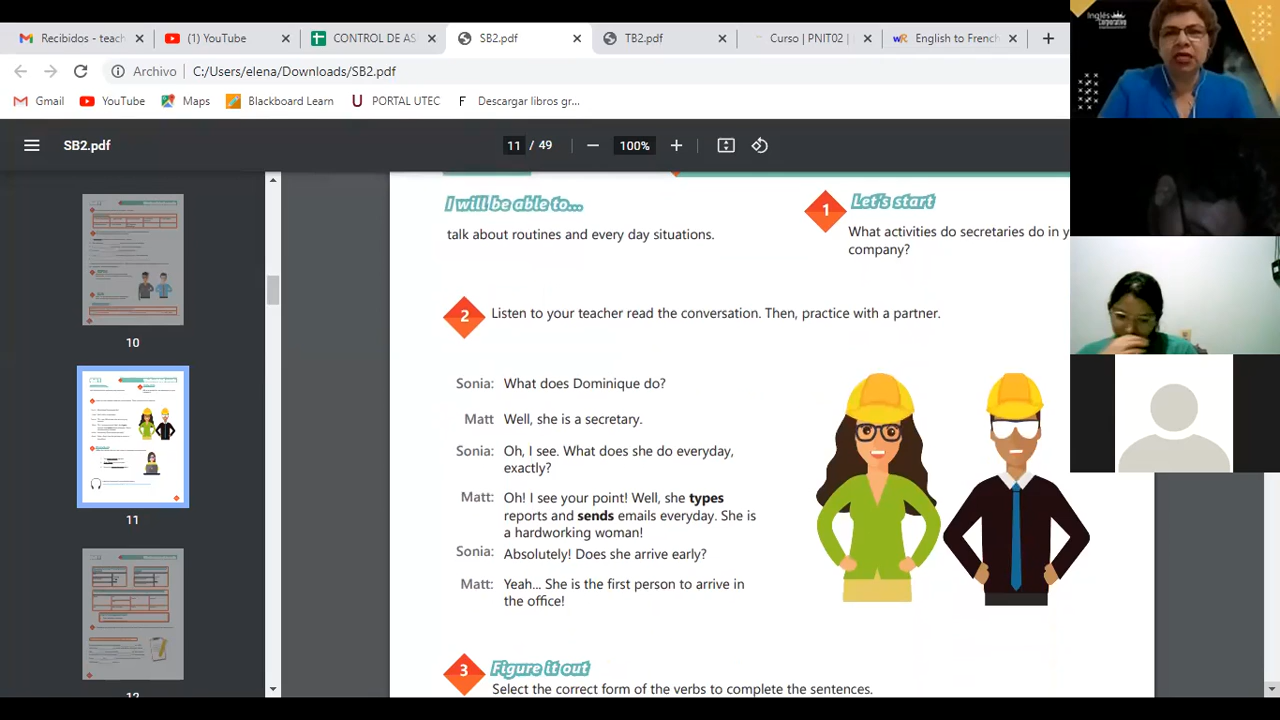 Recibidos - teach
(1) YouTube
CONTROL DE
SB2.pdf
TB2.pdf
Curso | PNIT02 |
English to French
Archivo
C:/Users/elena/Downloads/SB2.pdf
Gmail
YouTube
Maps
Blackboard Learn
PORTAL UTEC
Descargar libros gr...
Inglés
Corporativo
SB2.pdf
11 / 49
100%
10
11
I will be able to...
talk about routines and every day situations.
1
Let's start
What activities do secretaries do in y
company?
2
Listen to your teacher read the conversation. Then, practice with a partner.
Sonia: What does Dominique do?
Matt Well, she is a secretary.
Sonia: Oh, I see. What does she do everyday,
exactly?
Matt: Oh! I see your point! Well, she types
reports and sends emails everyday. She is
a hardworking woman!
Sonia: Absolutely! Does she arrive early?
Matt: Yeah... She is the first person to arrive in
the office!
3
Figure it out
Select the correct form of the verbs to complete the sentences.